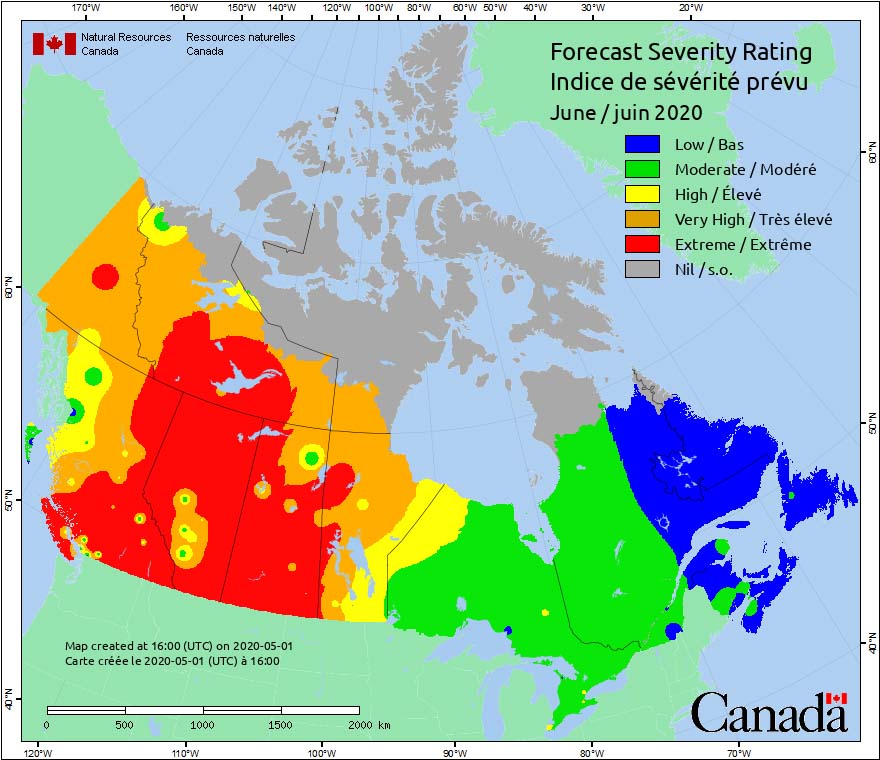 170°W 160°W 150°W 140°W 120°W 100°W 80°W 60°W 50°W 40°W 30°W 20°W
Natural Resources Ressources naturelles
Canada Canada
Forecast Severity Rating
Indice de sévérité prévu
June / juin 2020
Low / Bas
Moderate / Modéré
High / Élevé
Very High / Très élevé
Extreme / Extrême
Nil / s.o.
60°N
60°N
50°N
50°N
40°N
40°N
Map created at 16:00 (UTC) on 2020-05-01
Carte créée le 2020-05-01 (UTC) à 16:00
0 500 1000 1500 2000 km
Canada
120°W 110°W 100°W 90°W 80°W 70°W